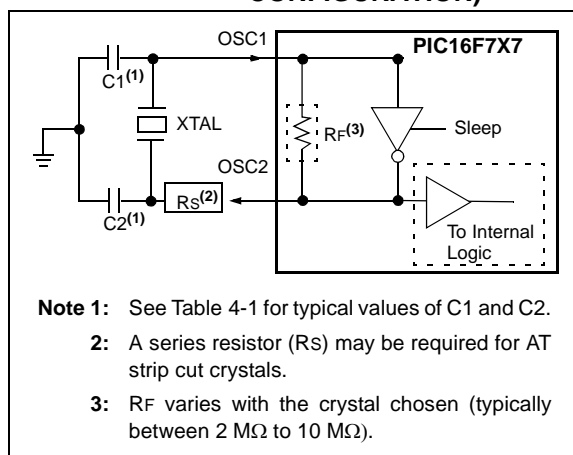 CONFIGURATION)
OSC1
PIC16F7X7
C1(1)
XTAL
RF(3)
Sleep
OSC2
C2(1)
RS(2)
To Internal
Logic
Note 1: See Table 4-1 for typical values of C1 and C2.
2: A series resistor (RS) may be required for AT
strip cut crystals.
3: RF varies with the crystal chosen (typically
between 2 MΩ to 10 MΩ).